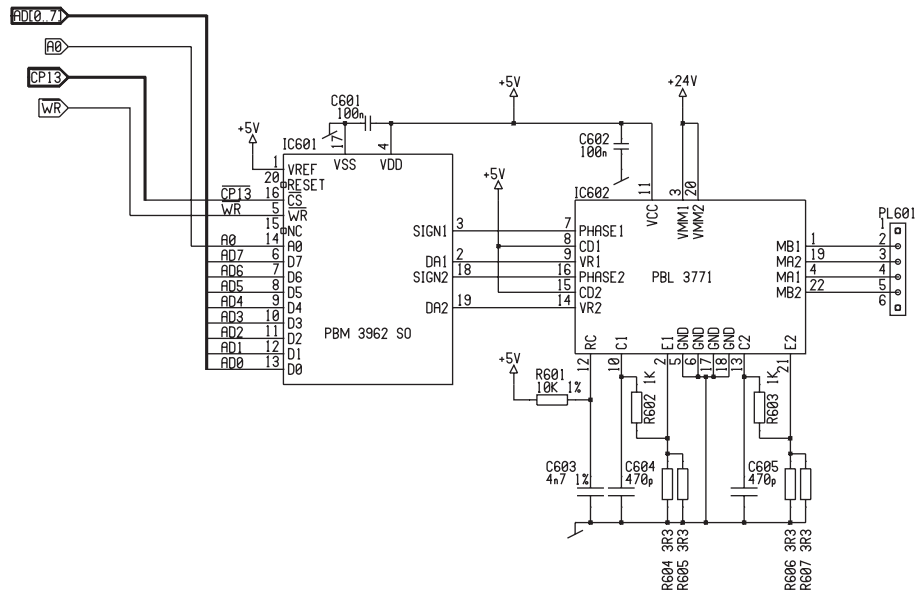 AD[0..7]
A0
CP13
WR
+5V
C601
100n
+5V
+24V
C602
100n
+5V
IC601
17
VSS
4
VDD
1 VREF
20 RESET
CP13 16 CS
WR 5 WR
15 NC
A0 14 A0
AD7 6 D7
AD6 7 D6
AD5 8 D5
AD4 9 D4
AD3 10 D3
AD2 11 D2
AD1 12 D1
AD0 13 D0
SIGN1 3
DA1 2
SIGN2 18
DA2 19
PBM 3962 SO
IC602
11
VCC
3
VMM1
20
VMM2
7 PHASE1
8 CD1
9 VR1
16 PHASE2
15 CD2
14 VR2
PBL 3771
MB1 1
MA2 19
MA1 4
MB2 22
PL601
1
2
3
4
5
6
RC
12
C1
10
E1
2
GND
5
GND
6
GND
17
GND
18
C2
13
E2
21
+5V
R601
10K 1%
R602 1K
R603 1K
C603
4n7 1%
C604
470p
C605
470p
R604 3R3
R605 3R3
R606 3R3
R607 3R3